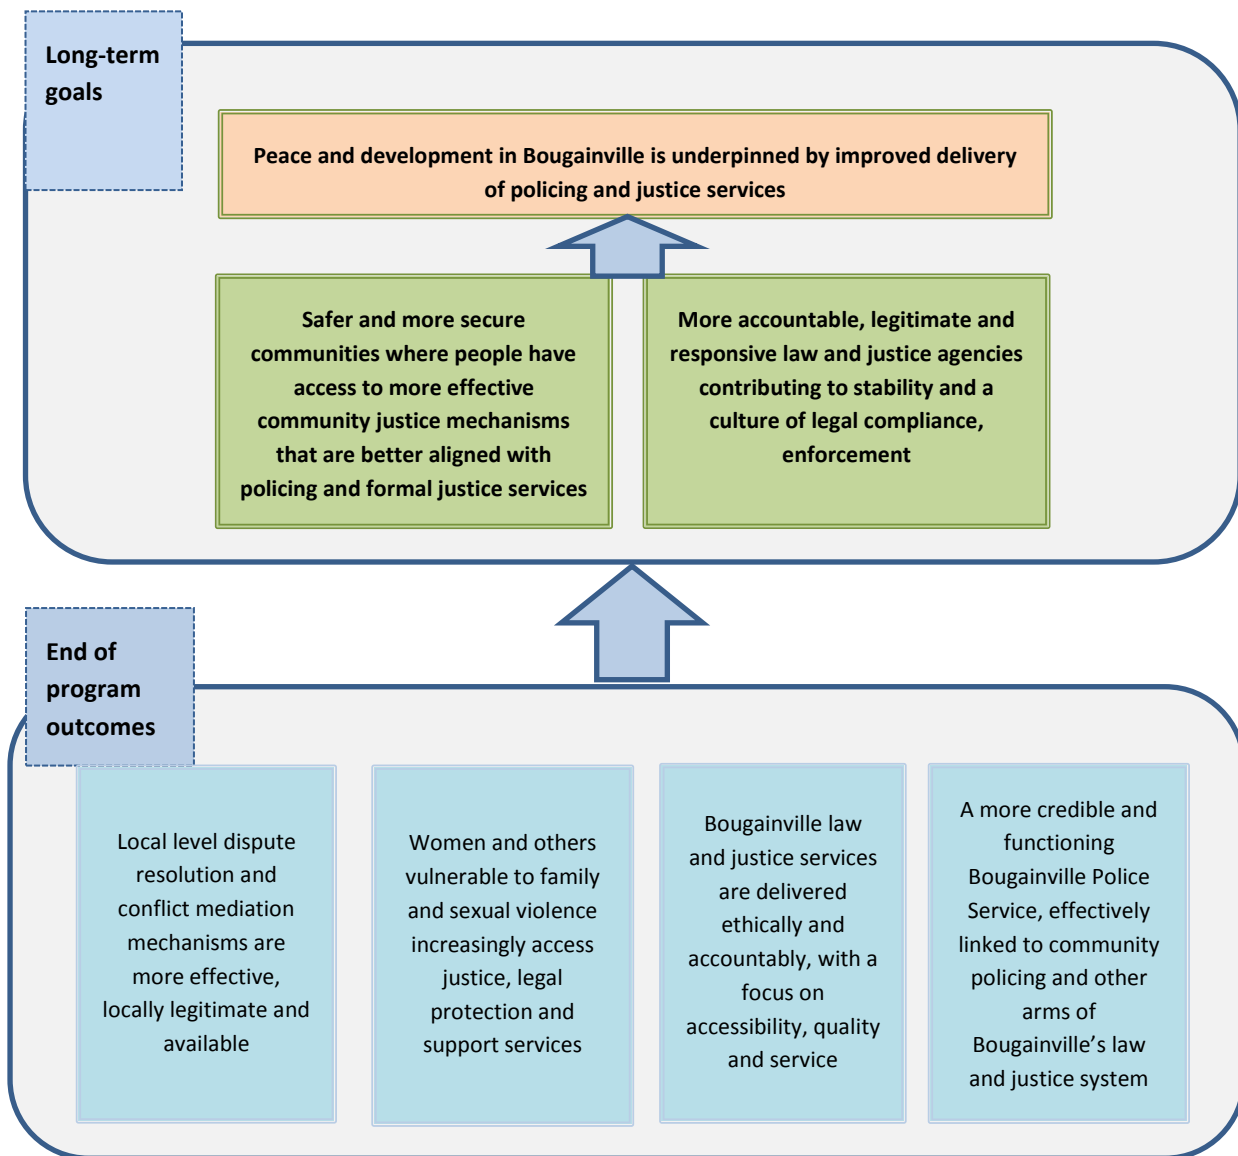 Long-term
goals
Peace and development in Bougainville is underpinned by improved delivery
of policing and justice services
Safer and more secure
communities where people have
access to more effective
community justice mechanisms
that are better aligned with
policing and formal justice services
More accountable, legitimate and
responsive law and justice agencies
contributing to stability and a
culture of legal compliance,
enforcement
End of
program
outcomes
Local level dispute
resolution and
conflict mediation
mechanisms are
more effective,
locally legitimate and
available
Women and others
vulnerable to family
and sexual violence
increasingly access
justice, legal
protection and
support services
Bougainville law
and justice services
are delivered
ethically and
accountably, with a
focus on
accessibility, quality
and service
A more credible and
functioning
Bougainville Police
Service, effectively
linked to community
policing and other
arms of
Bougainville’s law
and justice system